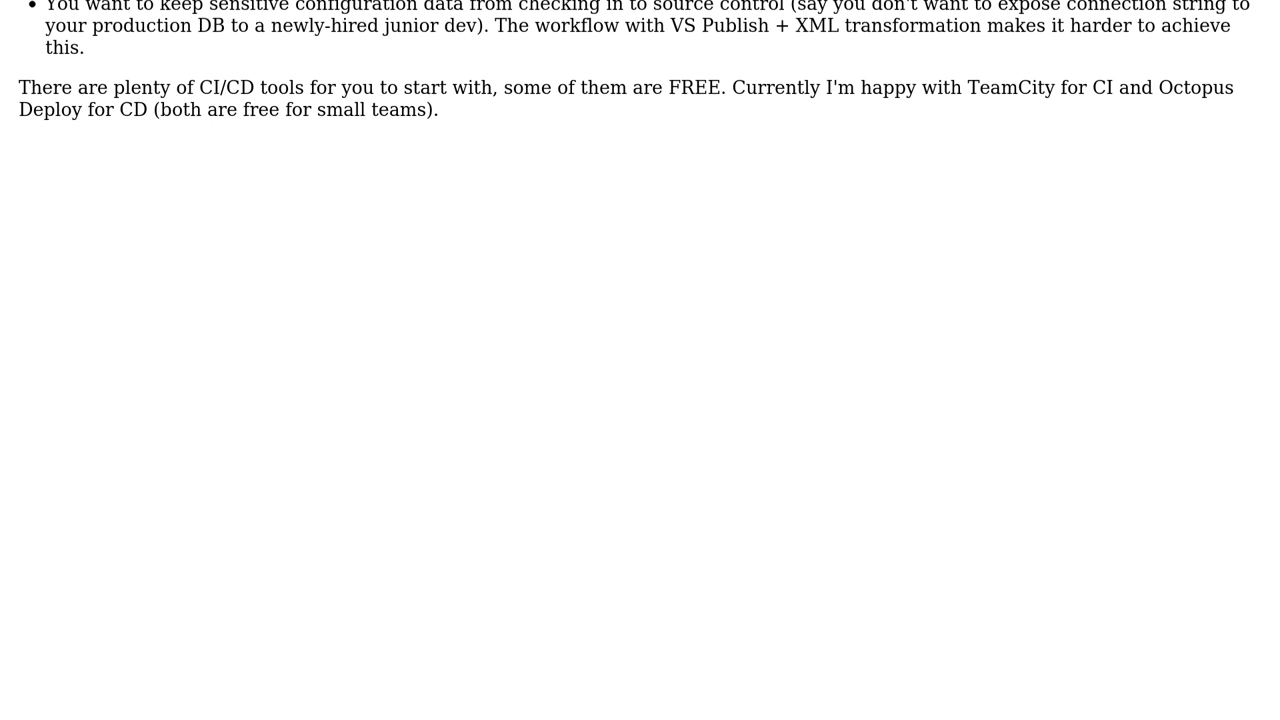 • You want to keep sensitive configuration data from checking in to source control (say you don't want to expose connection string to
your production DB to a newly-hired junior dev). The workflow with VS Publish + XML transformation makes it harder to achieve
this.
There are plenty of CI/CD tools for you to start with, some of them are FREE. Currently I'm happy with TeamCity for CI and Octopus
Deploy for CD (both are free for small teams).